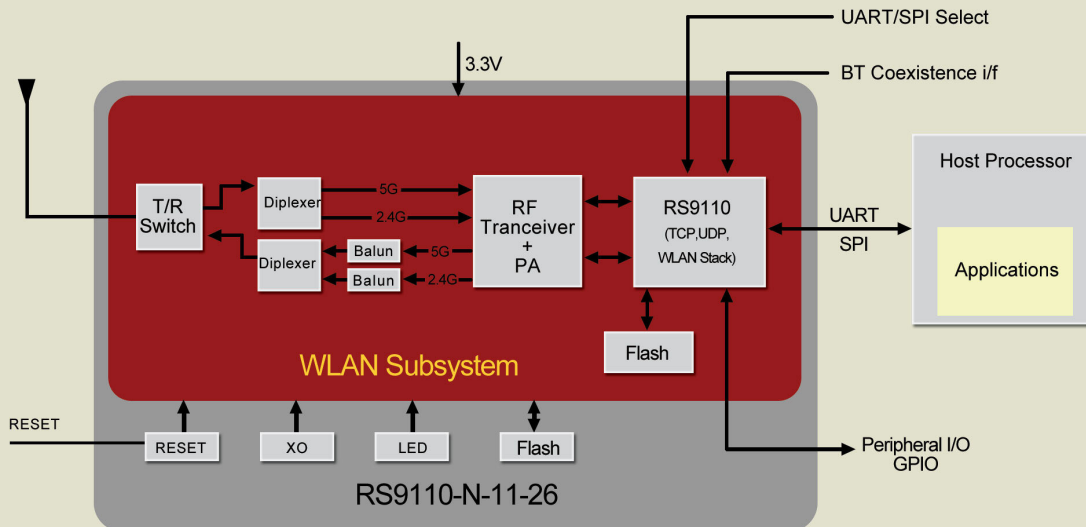 UART/SPI Select
3.3V
BT Coexistence i/f
Host Processor
T/R
Switch
Diplexer
5G
2.4G
RF
Tranceiver
+
PA
RS9110
(TCP,UDP,
WLAN Stack)
UART
SPI
Applications
Diplexer
Balun
5G
Balun
2.4G
Flash
WLAN Subsystem
RESET
RESET
XO
LED
Flash
Peripheral I/O
GPIO
RS9110-N-11-26